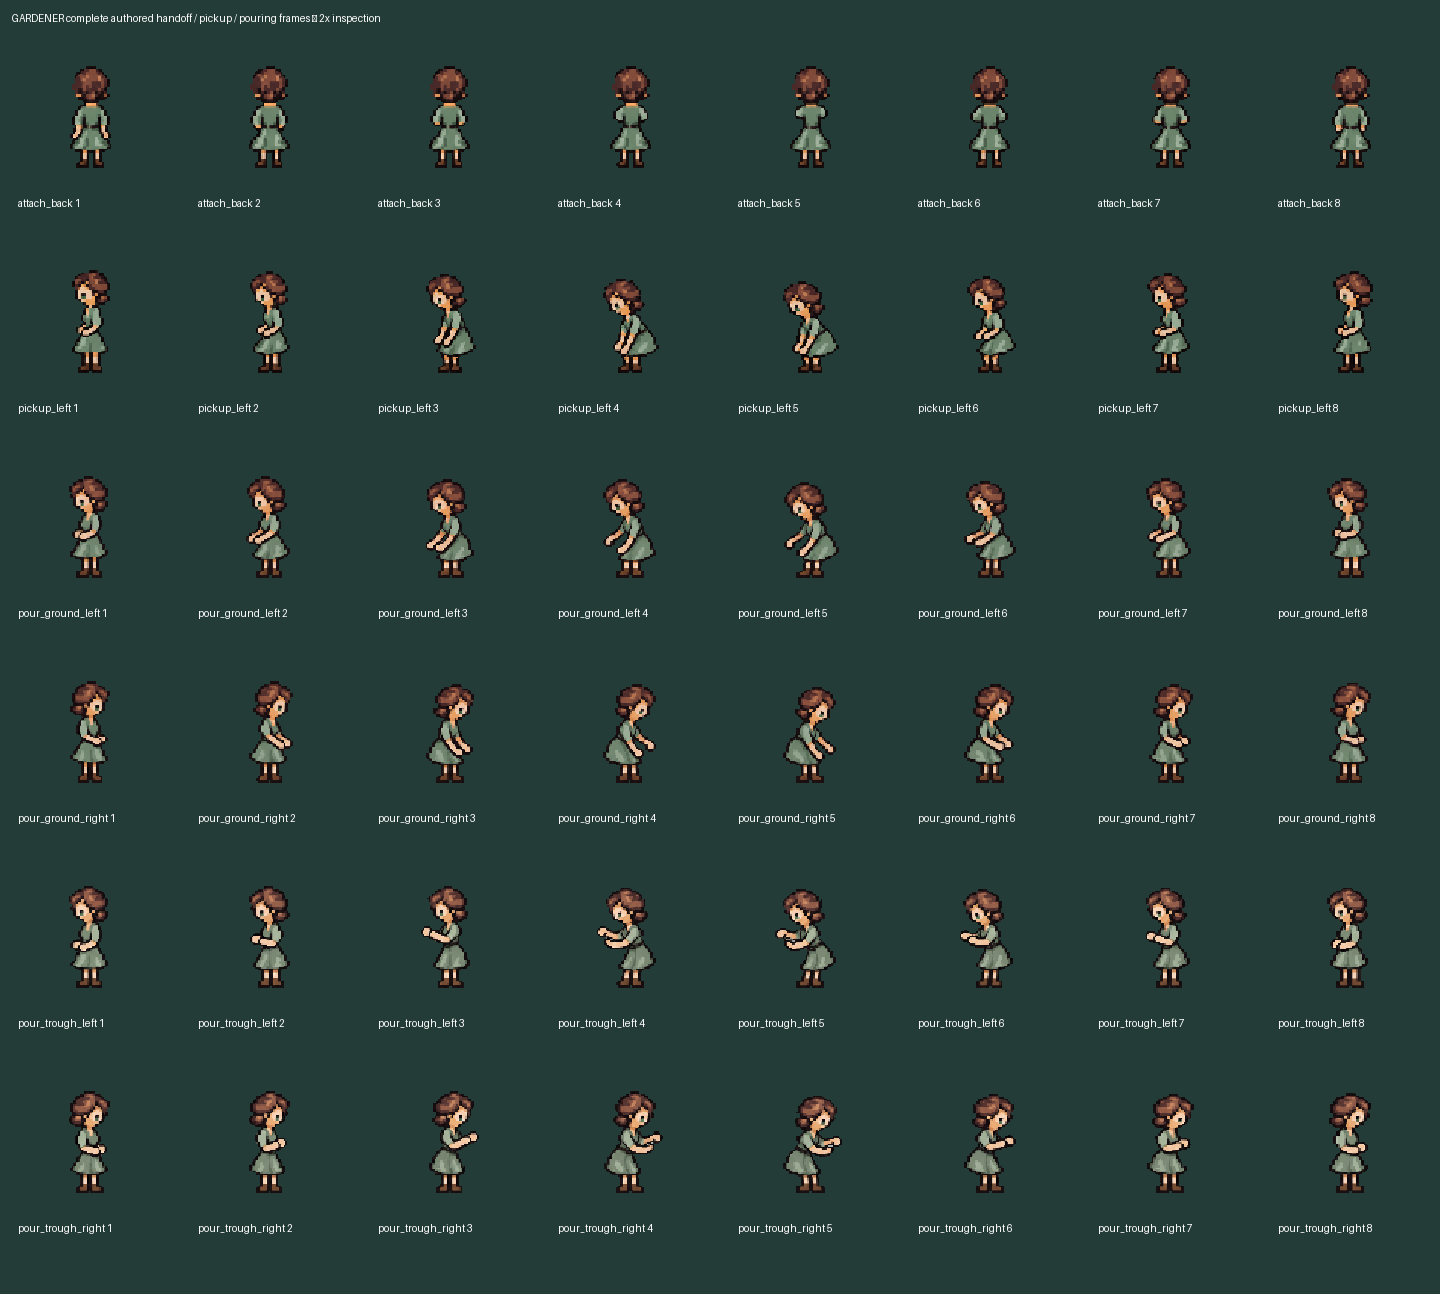 GARDENER complete authored handoff / pickup / pouring frames 2x inspection
attach_back 1 attach_back 2 attach_back 3 attach_back 4 attach_back 5 attach_back 6 attach_back 7 attach_back 8
pickup_left 1 pickup_left 2 pickup_left 3 pickup_left 4 pickup_left 5 pickup_left 6 pickup_left 7 pickup_left 8
pour_ground_left 1 pour_ground_left 2 pour_ground_left 3 pour_ground_left 4 pour_ground_left 5 pour_ground_left 6 pour_ground_left 7 pour_ground_left 8
pour_ground_right 1 pour_ground_right 2 pour_ground_right 3 pour_ground_right 4 pour_ground_right 5 pour_ground_right 6 pour_ground_right 7 pour_ground_right 8
pour_trough_left 1 pour_trough_left 2 pour_trough_left 3 pour_trough_left 4 pour_trough_left 5 pour_trough_left 6 pour_trough_left 7 pour_trough_left 8
pour_trough_right 1 pour_trough_right 2 pour_trough_right 3 pour_trough_right 4 pour_trough_right 5 pour_trough_right 6 pour_trough_right 7 pour_trough_right 8